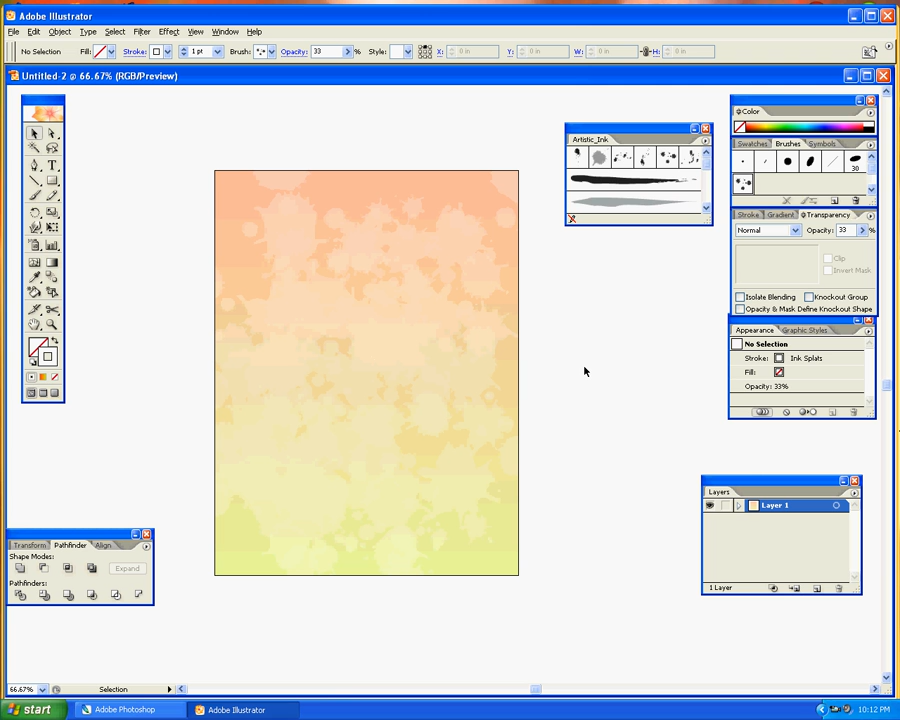 Adobe Illustrator
File Edit Object Type Select Filter Effect View Window Help
No Selection Fill: Stroke: 1 pt Brush: Opacity: 33 % Style: X: 0 in Y: 0 in W: 0 in H: 0 in
Untitled-2 @ 66.67% (RGB/Preview)
Color
Artistic_Ink
Swatches Brushes Symbols
30
Stroke Gradient Transparency
Normal Opacity: 33 %
Clip
Invert Mask
Isolate Blending Knockout Group
Opacity & Mask Define Knockout Shape
Appearance Graphic Styles
No Selection
Stroke: Ink Splats
Fill:
Opacity: 33%
Layers
Layer 1
1 Layer
Transform Pathfinder Align
Shape Modes:
Expand
Pathfinders:
66.67% Selection
start Adobe Photoshop Adobe Illustrator 10:12 PM